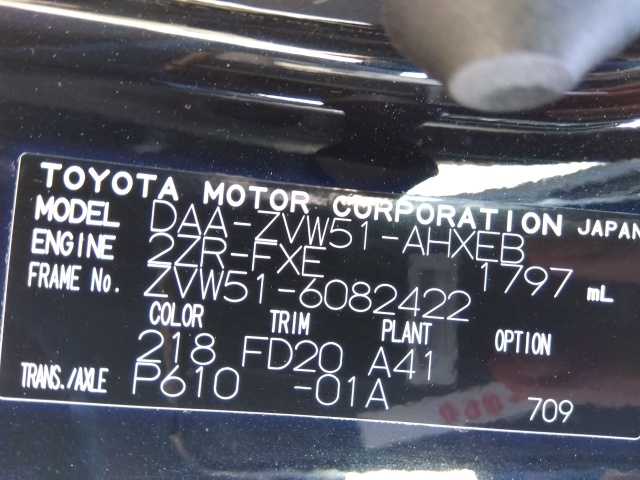 TOYOTA MOTOR CORPORATION JAPAN
MODEL DAA-ZVW51-AHXEB
ENGINE 2ZR-FXE 1797 mL
FRAME No. ZVW51-6082422
COLOR TRIM PLANT OPTION
218 FD20 A41
TRANS./AXLE P610 -01A
709